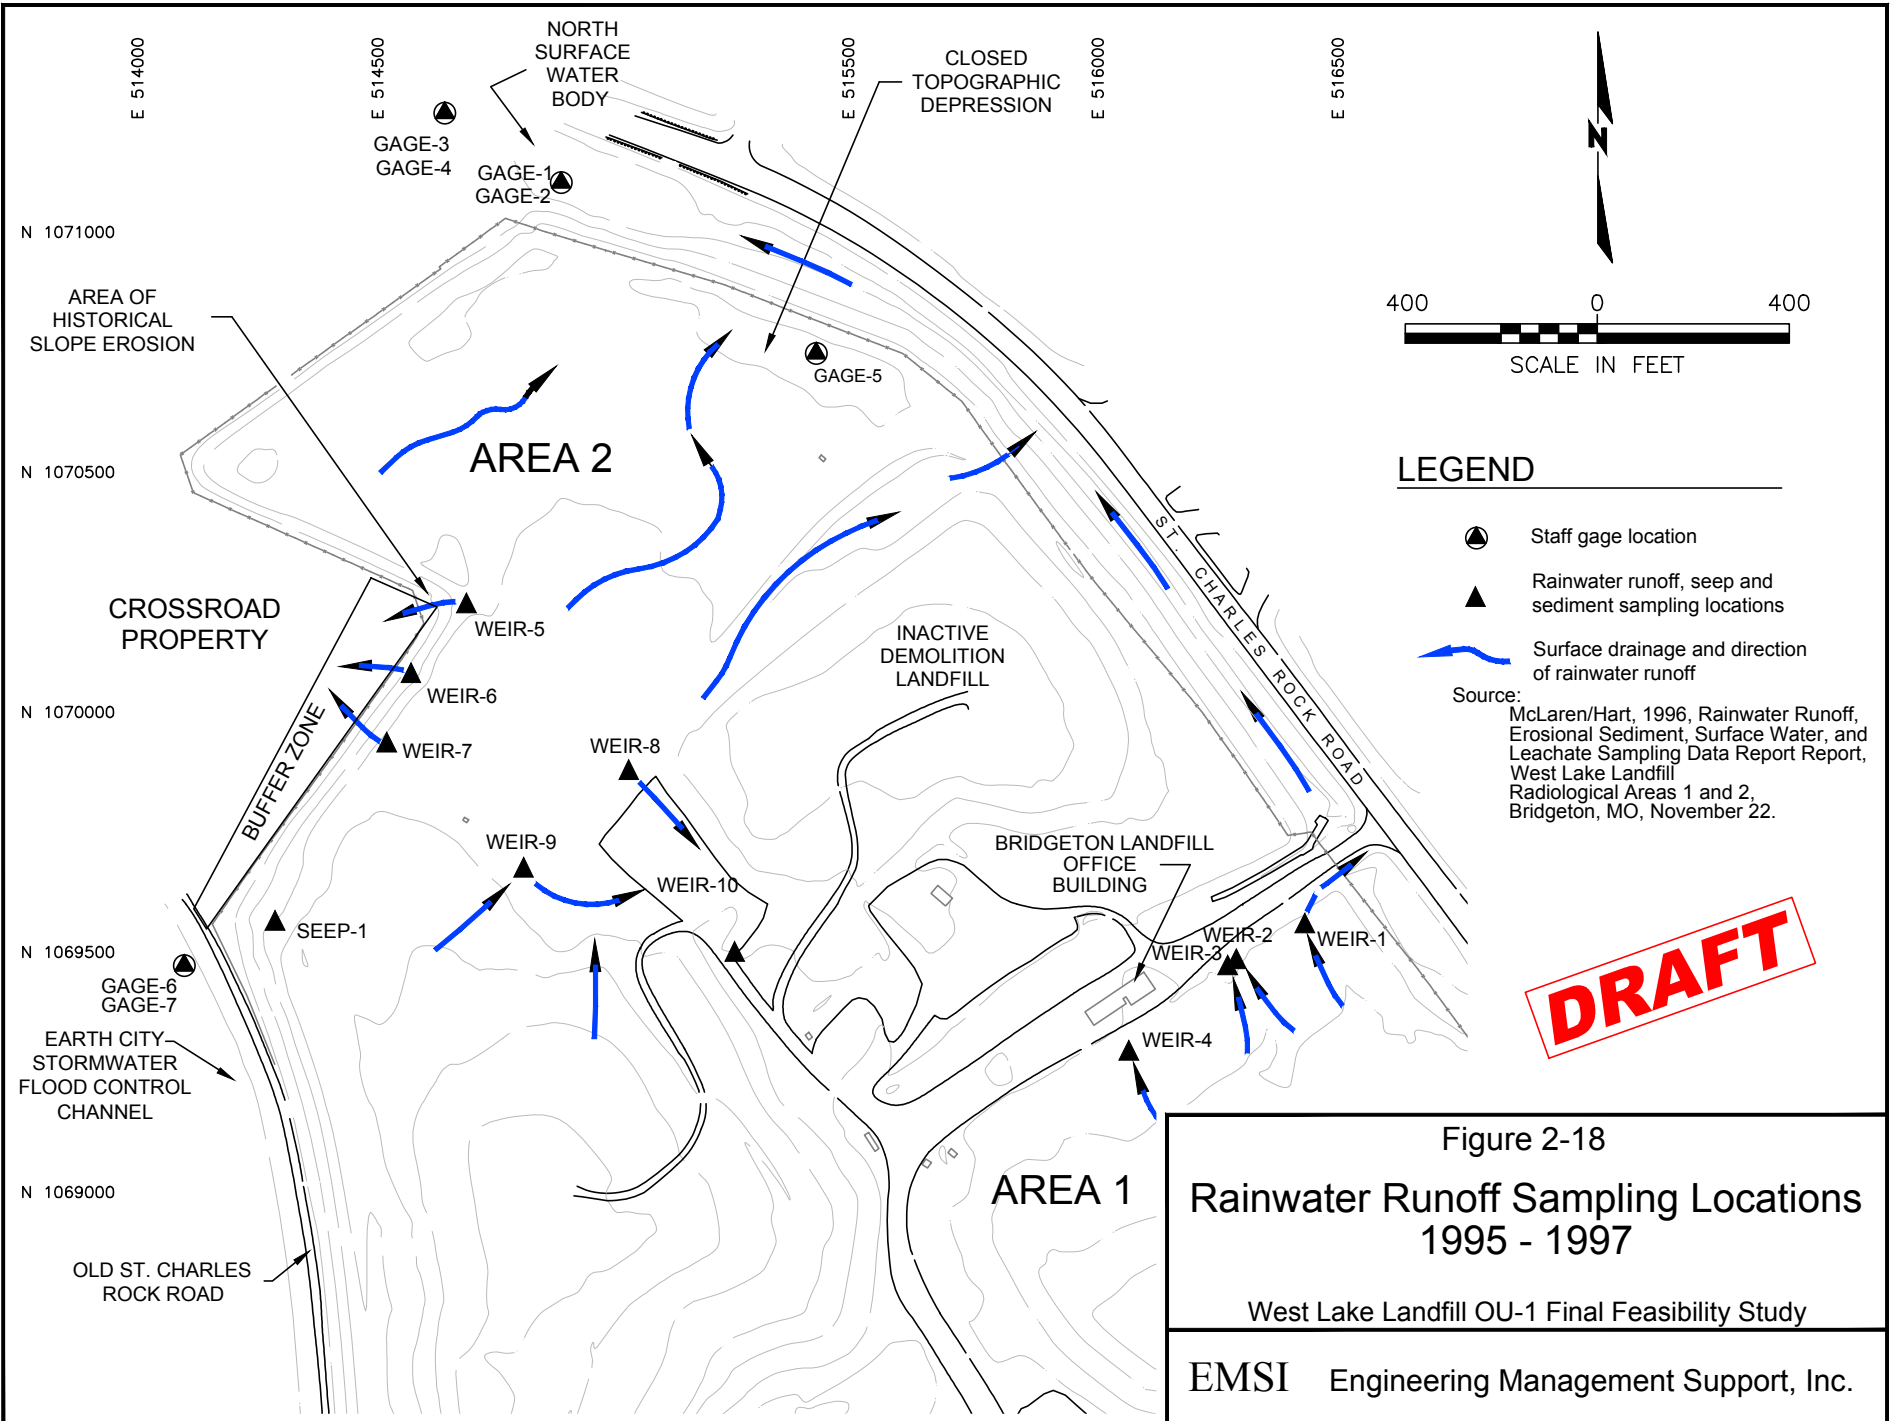 E 514000
E 514500
E 515000
E 515500
E 516000
E 516500
NORTH
SURFACE
WATER
BODY
CLOSED
TOPOGRAPHIC
DEPRESSION
GAGE-3
GAGE-4
GAGE-1
GAGE-2
N 1071000
N 1070500
N 1070000
N 1069500
N 1069000
AREA OF
HISTORICAL
SLOPE EROSION
GAGE-5
AREA 2
CROSSROAD
PROPERTY
WEIR-5
WEIR-6
WEIR-7
BUFFER ZONE
WEIR-8
WEIR-9
WEIR-10
INACTIVE
DEMOLITION
LANDFILL
ST. CHARLES ROCK ROAD
BRIDGETON LANDFILL
OFFICE
BUILDING
SEEP-1
GAGE-6
GAGE-7
WEIR-1
WEIR-2
WEIR-3
WEIR-4
EARTH CITY
STORMWATER
FLOOD CONTROL
CHANNEL
OLD ST. CHARLES
ROCK ROAD
AREA 1
N
400 0 400
SCALE IN FEET
LEGEND
Staff gage location
Rainwater runoff, seep and
sediment sampling locations
Surface drainage and direction
of rainwater runoff
Source:
McLaren/Hart, 1996, Rainwater Runoff,
Erosional Sediment, Surface Water, and
Leachate Sampling Data Report Report,
West Lake Landfill
Radiological Areas 1 and 2,
Bridgeton, MO, November 22.
DRAFT
Figure 2-18
Rainwater Runoff Sampling Locations
1995 - 1997
West Lake Landfill OU-1 Final Feasibility Study
EMSI Engineering Management Support, Inc.